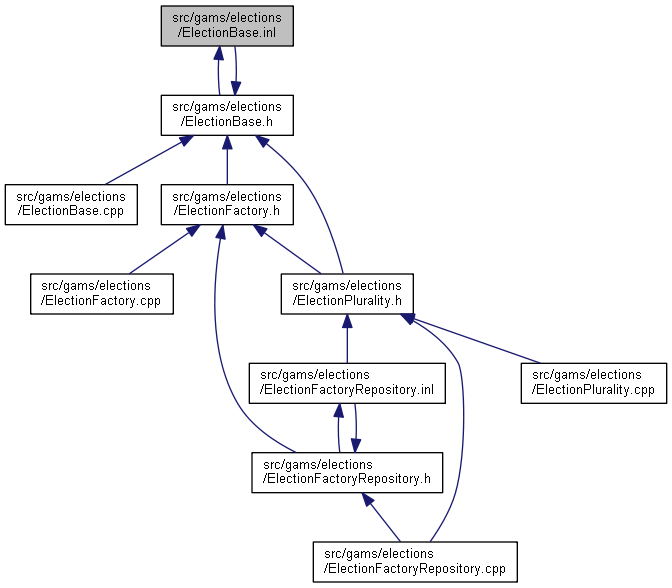 src/gams/elections
/ElectionBase.inl
src/gams/elections
/ElectionBase.h
src/gams/elections
/ElectionBase.cpp
src/gams/elections
/ElectionFactory.h
src/gams/elections
/ElectionFactory.cpp
src/gams/elections
/ElectionPlurality.h
src/gams/elections
/ElectionFactoryRepository.inl
src/gams/elections
/ElectionPlurality.cpp
src/gams/elections
/ElectionFactoryRepository.h
src/gams/elections
/ElectionFactoryRepository.cpp